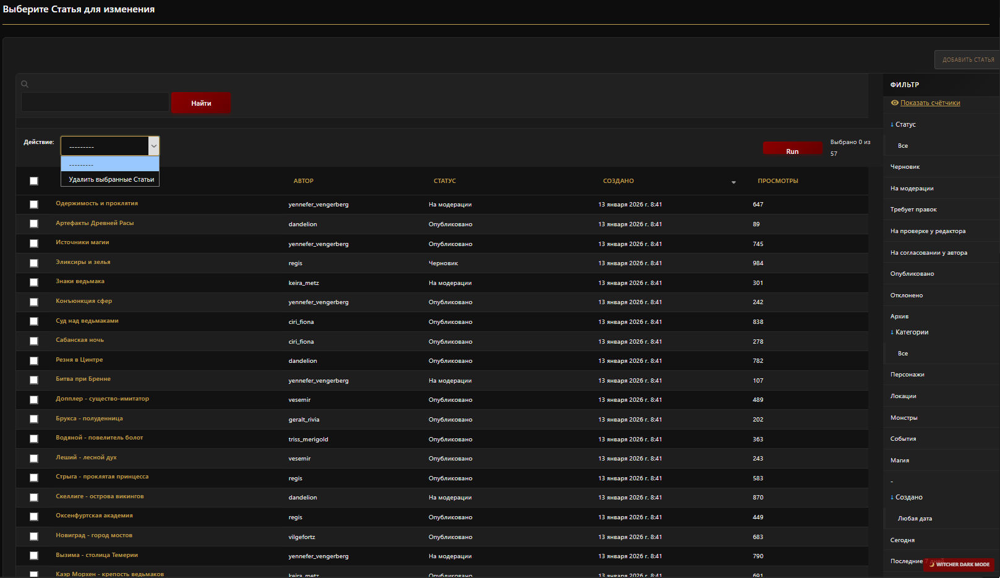 Выберите Статья для изменения
ДОБАВИТЬ СТАТЬЯ
Найти
Действие: ---------
---------
Удалить выбранные Статьи
Run
Выбрано 0 из
57
АВТОР СТАТУС СОЗДАНО ПРОСМОТРЫ
Одержимость и проклятия yennefer_vengerberg На модерации 13 января 2026 г. 8:41 647
Артефакты Древней Расы dandelion Опубликовано 13 января 2026 г. 8:41 89
Источники магии yennefer_vengerberg Опубликовано 13 января 2026 г. 8:41 745
Эликсиры и зелья regis Черновик 13 января 2026 г. 8:41 984
Знаки ведьмака keira_metz На модерации 13 января 2026 г. 8:41 301
Конъюнкция сфер yennefer_vengerberg Опубликовано 13 января 2026 г. 8:41 242
Суд над ведьмаками ciri_fiona Опубликовано 13 января 2026 г. 8:41 838
Сабанская ночь ciri_fiona Опубликовано 13 января 2026 г. 8:41 278
Резня в Цинтре dandelion Опубликовано 13 января 2026 г. 8:41 782
Битва при Бренне yennefer_vengerberg На модерации 13 января 2026 г. 8:41 107
Допплер - существо-имитатор vesemir Опубликовано 13 января 2026 г. 8:41 489
Брукса - полуденница geralt_rivia Опубликовано 13 января 2026 г. 8:41 202
Водяной - повелитель болот triss_merigold Опубликовано 13 января 2026 г. 8:41 363
Леший - лесной дух vesemir Опубликовано 13 января 2026 г. 8:41 243
Стрыга - проклятая принцесса regis Опубликовано 13 января 2026 г. 8:41 583
Скеллиге - острова викингов dandelion На модерации 13 января 2026 г. 8:41 870
Оксенфуртская академия regis Опубликовано 13 января 2026 г. 8:41 449
Новиград - город мостов vilgefortz Опубликовано 13 января 2026 г. 8:41 683
Вызима - столица Темерии yennefer_vengerberg На модерации 13 января 2026 г. 8:41 790
Каэр Морхен - крепость ведьмаков keira_metz Опубликовано 13 января 2026 г. 8:41 691
ФИЛЬТР
Показать счётчики
↓ Статус
Все
Черновик
На модерации
Требует правок
На проверке у редактора
На согласовании у автора
Опубликовано
Отклонено
Архив
↓ Категории
Все
Персонажи
Локации
Монстры
События
Магия
-
↓ Создано
Любая дата
Сегодня
Последние 7 дней
WITCHER DARK MODE